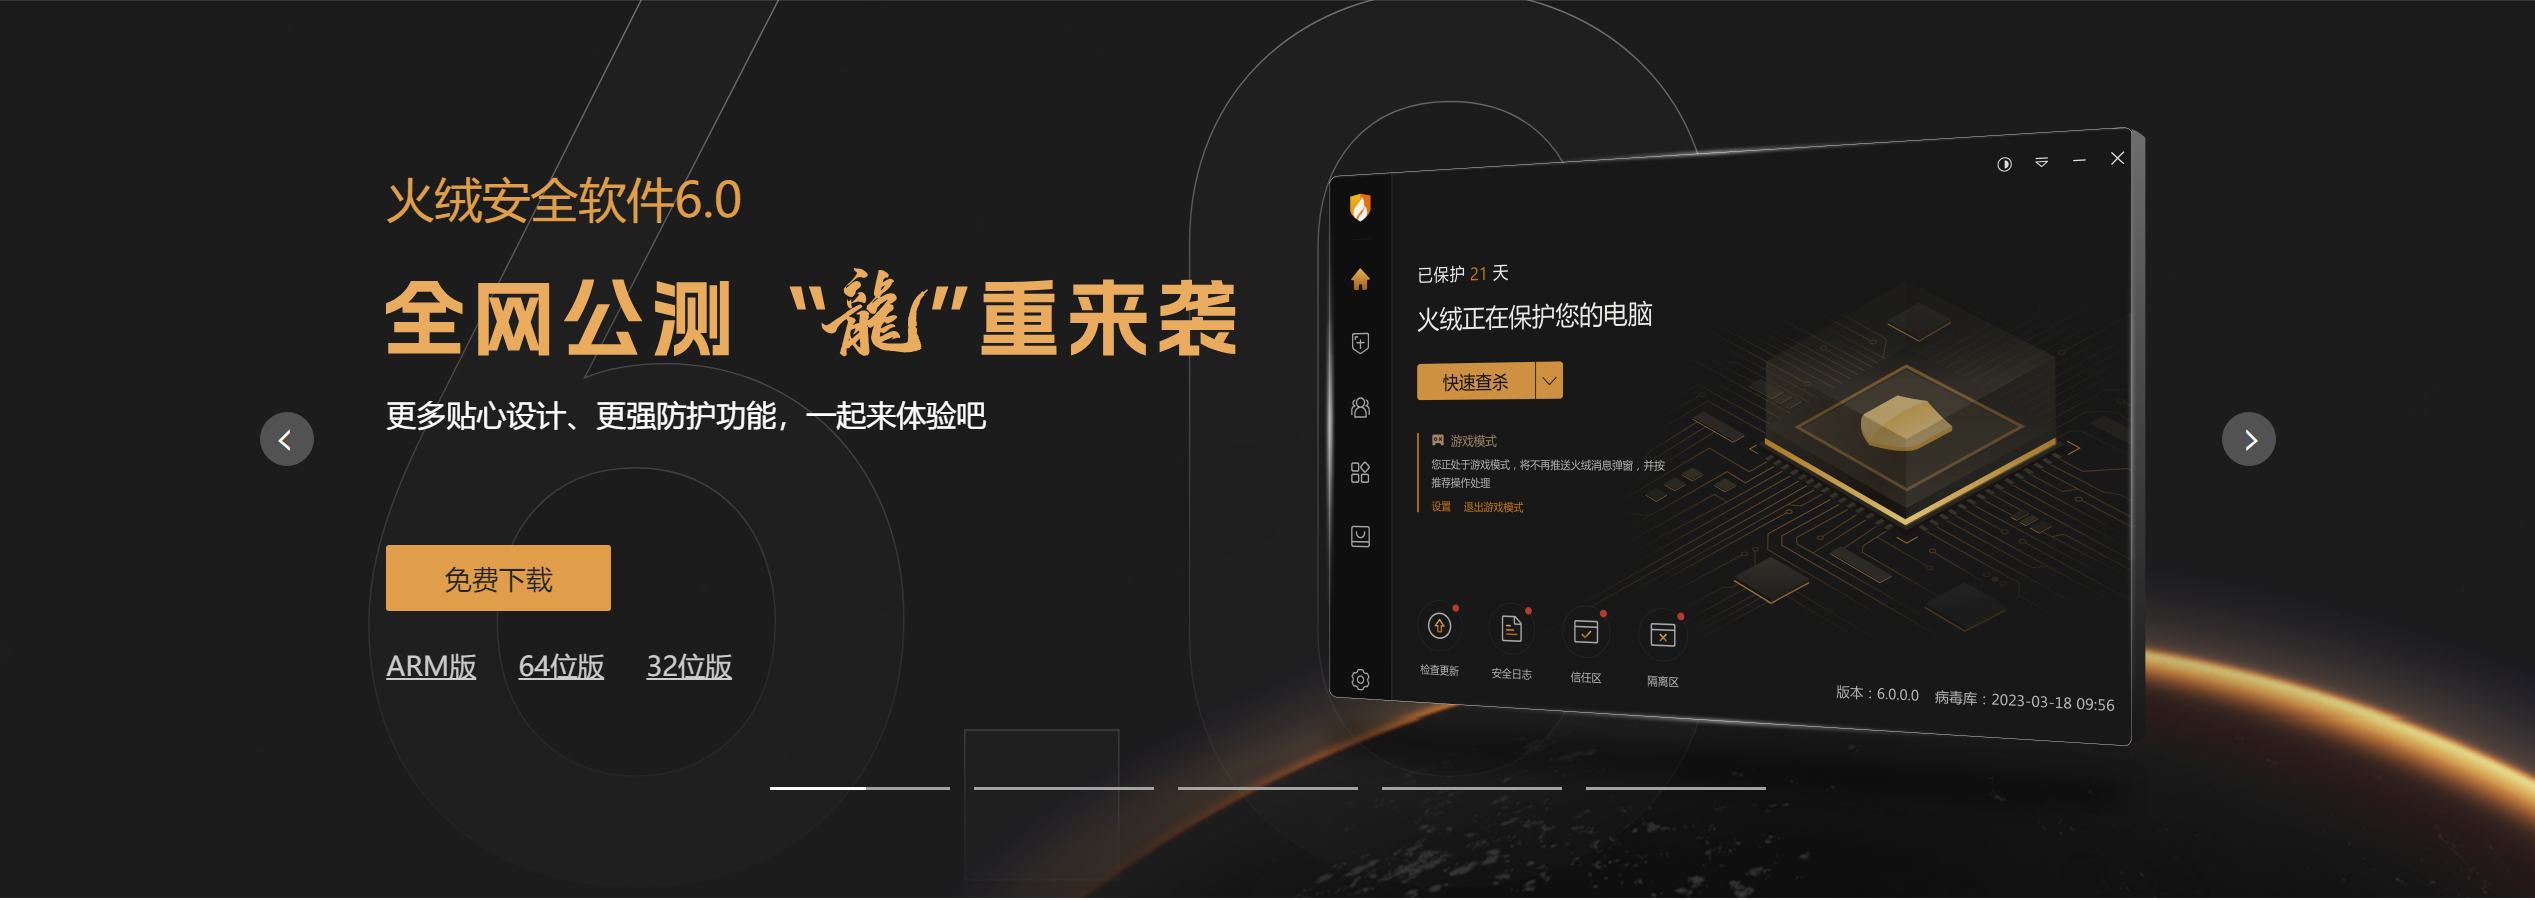 火绒安全软件6.0
全网公测 “龍”重来袭
更多贴心设计、更强防护功能，一起来体验吧
免费下载
ARM版 64位版 32位版
已保护 21 天
火绒正在保护您的电脑
快速查杀
游戏模式
您正处于游戏模式，将不再推送火绒消息弹窗，并按
推荐操作处理
设置 退出游戏模式
检查更新 安全日志 信任区 隔离区
版本：6.0.0.0 病毒库：2023-03-18 09:56